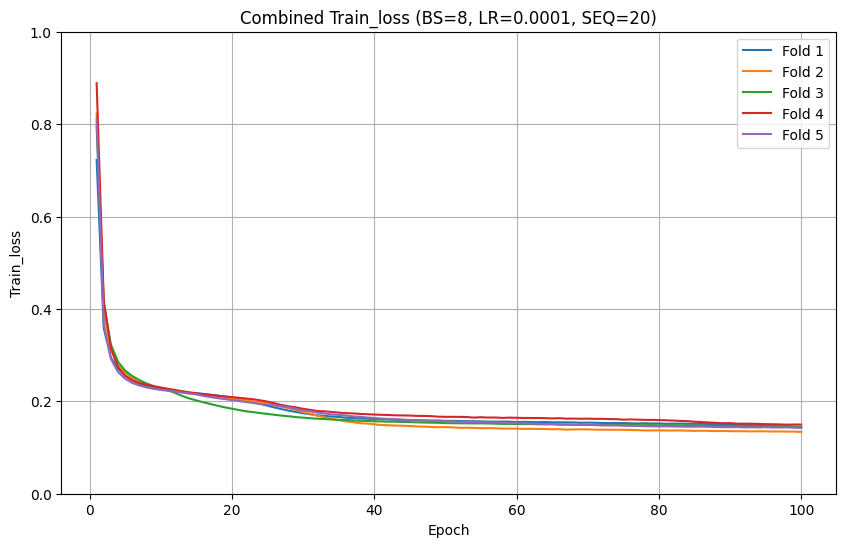 Combined Train_loss (BS=8, LR=0.0001, SEQ=20)
Fold 1
Fold 2
Fold 3
Fold 4
Fold 5
Train_loss
1.0
0.8
0.6
0.4
0.2
0.0
0 20 40 60 80 100
Epoch